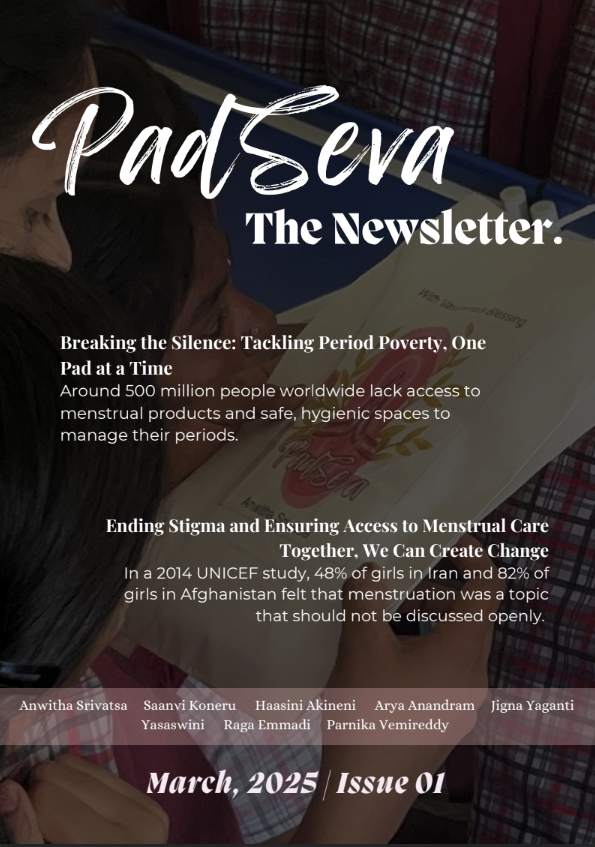 PadSeva
The Newsletter.
With Vasumma's Blessing
Breaking the Silence: Tackling Period Poverty, One
Pad at a Time
Around 500 million people worldwide lack access to
menstrual products and safe, hygienic spaces to
manage their periods.
PadSeva
Ending Stigma and Ensuring Access to Menstrual Care
Together, We Can Create Change
In a 2014 UNICEF study, 48% of girls in Iran and 82% of
girls in Afghanistan felt that menstruation was a topic
that should not be discussed openly.
Anwitha Srivatsa Saanvi Koneru Haasini Akineni Arya Anandram Jigna Yaganti
Yasaswini Raga Emmadi Parnika Vemireddy
March, 2025 | Issue 01